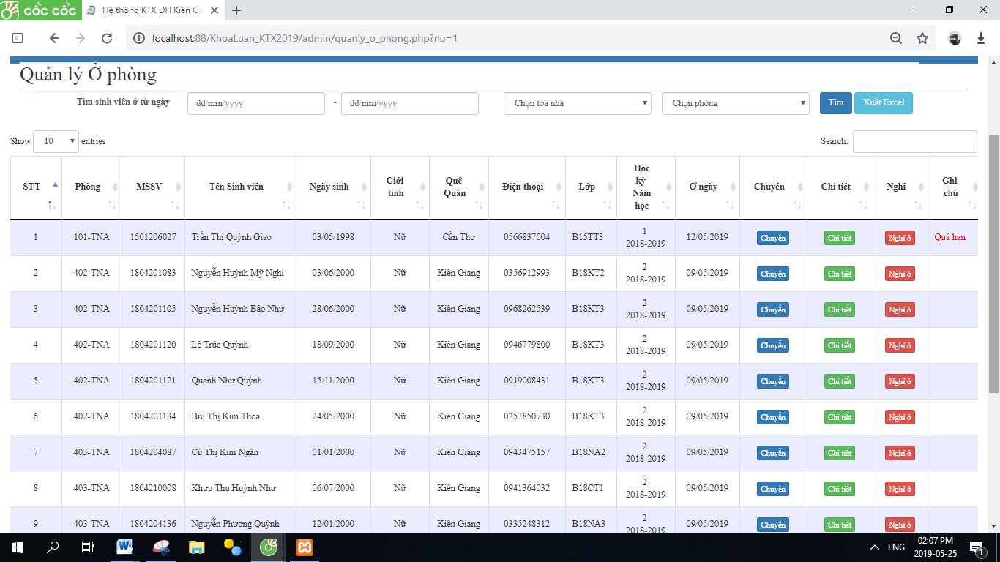 cốc cốc
Hệ thống KTX ĐH Kiên Gi
localhost:88/KhoaLuan_KTX2019/admin/quanly_o_phong.php?nu=1
Quản lý Ở phòng
Tìm sinh viên ở từ ngày dd/mm/yyyy - dd/mm/yyyy Chọn tòa nhà Chọn phòng Tìm Xuất Excel
Show 10 entries Search:
STT Phòng MSSV Tên Sinh viên Ngày sinh Giới tính Quê Quán Điện thoại Lớp Hoc kỳ Năm học Ở ngày Chuyển Chi tiết Nghỉ Ghi chú
1 101-TNA 1501206027 Trần Thị Quỳnh Giao 03/05/1998 Nữ Cần Thơ 0566837004 B15TT3 1 2018-2019 12/05/2019 Chuyển Chi tiết Nghỉ ở Quá hạn
2 402-TNA 1804201083 Nguyễn Huỳnh Mỹ Nghi 03/06/2000 Nữ Kiên Giang 0356912993 B18KT2 2 2018-2019 09/05/2019 Chuyển Chi tiết Nghỉ ở
3 402-TNA 1804201105 Nguyễn Huỳnh Bảo Như 28/06/2000 Nữ Kiên Giang 0968262539 B18KT3 2 2018-2019 09/05/2019 Chuyển Chi tiết Nghỉ ở
4 402-TNA 1804201120 Lê Trúc Quỳnh 18/09/2000 Nữ Kiên Giang 0946779800 B18KT3 2 2018-2019 09/05/2019 Chuyển Chi tiết Nghỉ ở
5 402-TNA 1804201121 Quanh Như Quỳnh 15/11/2000 Nữ Kiên Giang 0919008431 B18KT3 2 2018-2019 09/05/2019 Chuyển Chi tiết Nghỉ ở
6 402-TNA 1804201134 Bùi Thị Kim Thoa 24/05/2000 Nữ Kiên Giang 0257850730 B18KT3 2 2018-2019 09/05/2019 Chuyển Chi tiết Nghỉ ở
7 403-TNA 1804204087 Cù Thị Kim Ngân 01/01/2000 Nữ Kiên Giang 0943475157 B18NA2 2 2018-2019 09/05/2019 Chuyển Chi tiết Nghỉ ở
8 403-TNA 1804210008 Khưu Thụ Huỳnh Như 06/07/2000 Nữ Kiên Giang 0941364032 B18CT1 2 2018-2019 09/05/2019 Chuyển Chi tiết Nghỉ ở
9 403-TNA 1804204136 Nguyễn Phương Quỳnh 12/01/2000 Nữ Kiên Giang 0335248312 B18NA3 2 2018-2019 09/05/2019 Chuyển Chi tiết Nghỉ ở
ENG 02:07 PM
2019-05-25 1